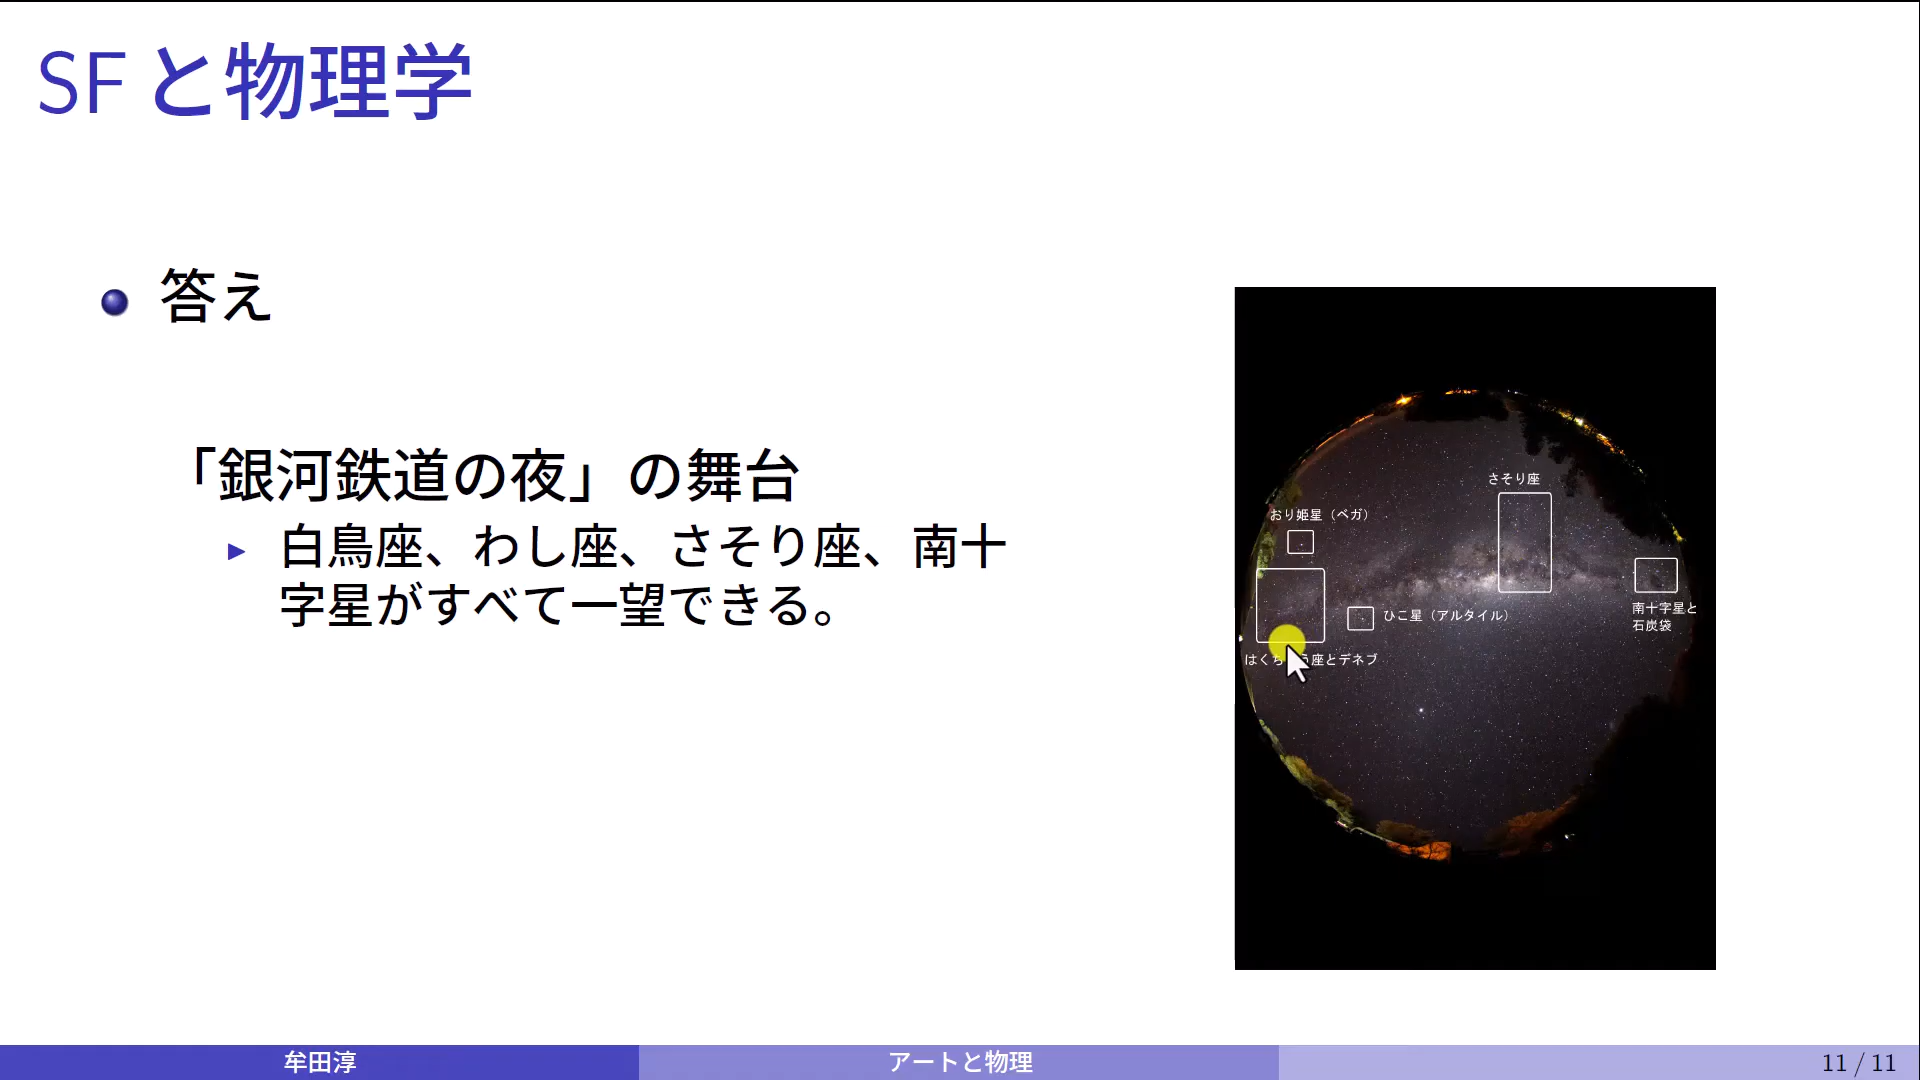 SFと物理学
答え
「銀河鉄道の夜」の舞台
白鳥座、わし座、さそり座、南十
字星がすべて一望できる。
さそり座
おり姫星（ベガ）
ひこ星（アルタイル）
南十字星と
石炭袋
はくち う座とデネブ
牟田淳
アートと物理
11 / 11